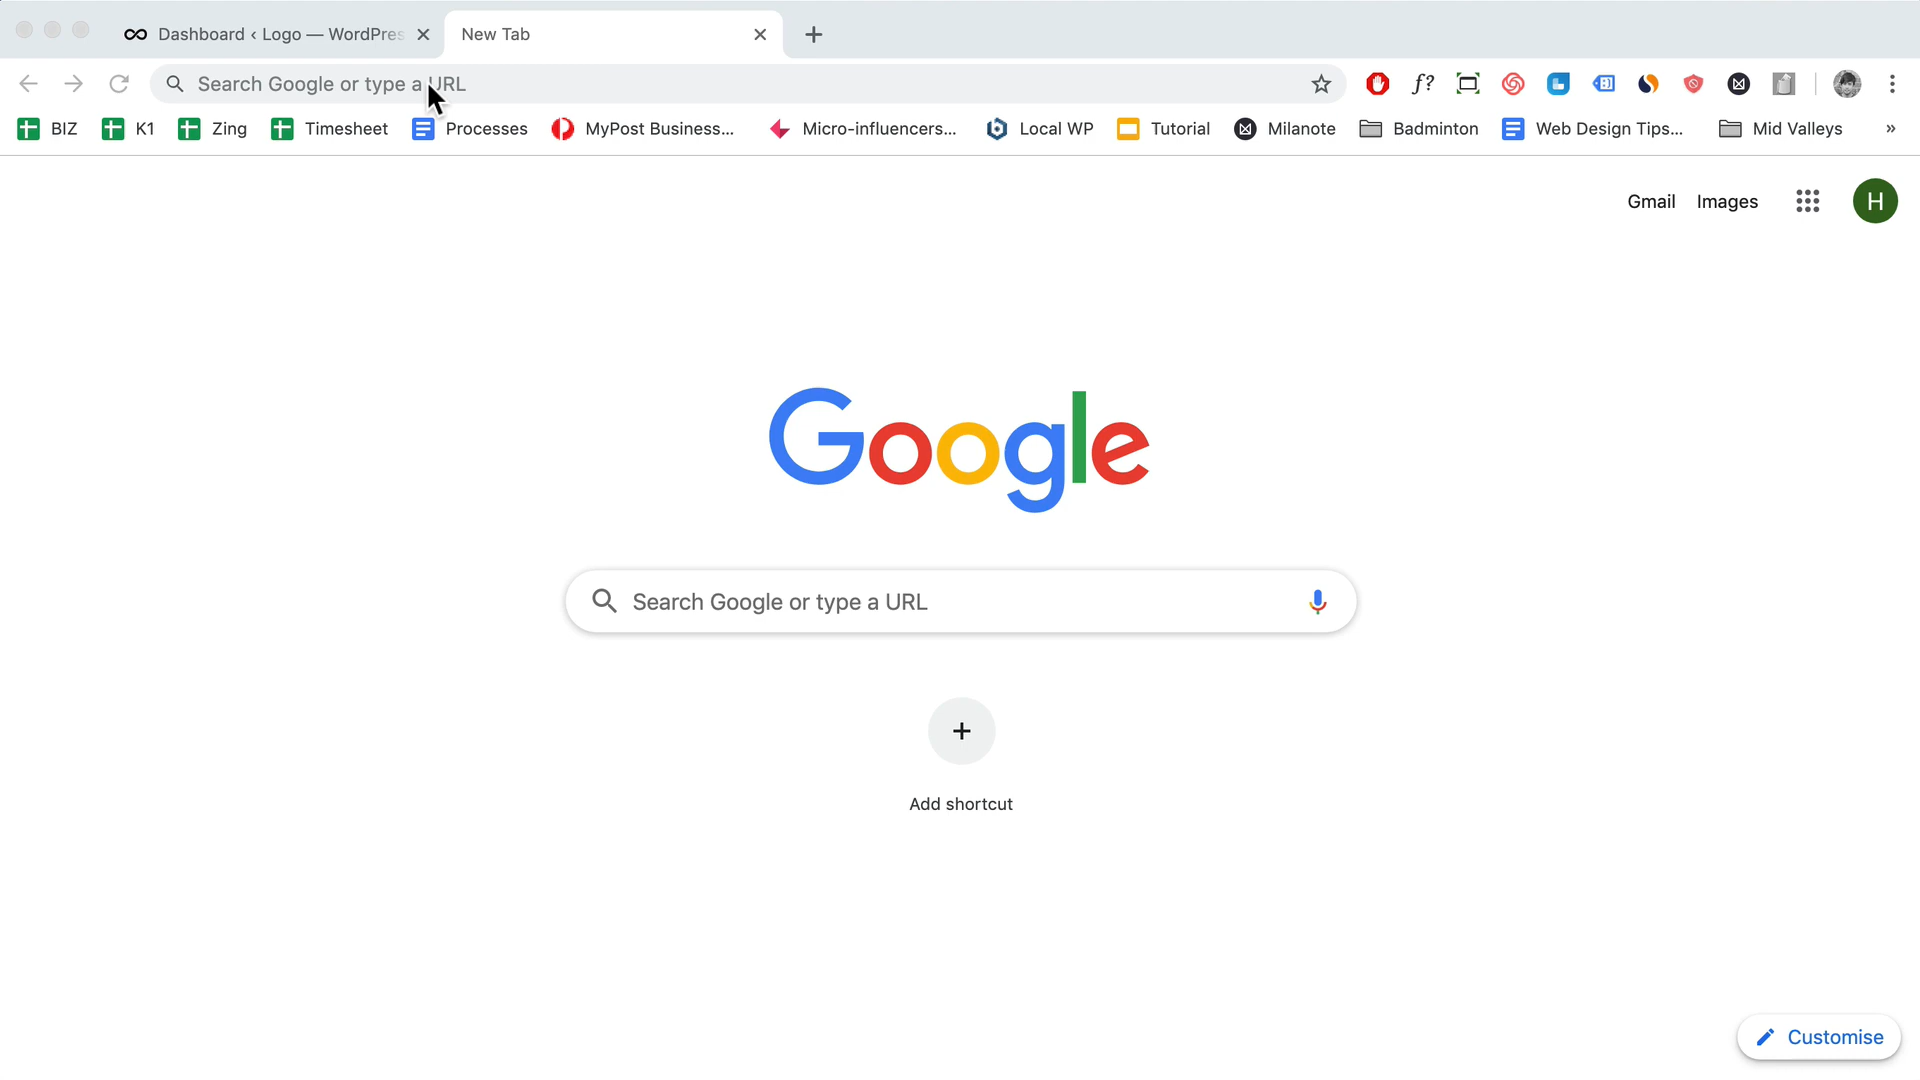 Dashboard ‹ Logo — WordPres
New Tab
Search Google or type a URL
f?
BIZ K1 Zing Timesheet Processes MyPost Business... Micro-influencers... Local WP Tutorial Milanote Badminton Web Design Tips... Mid Valleys »
Gmail Images H
Google
Search Google or type a URL
Add shortcut
Customise